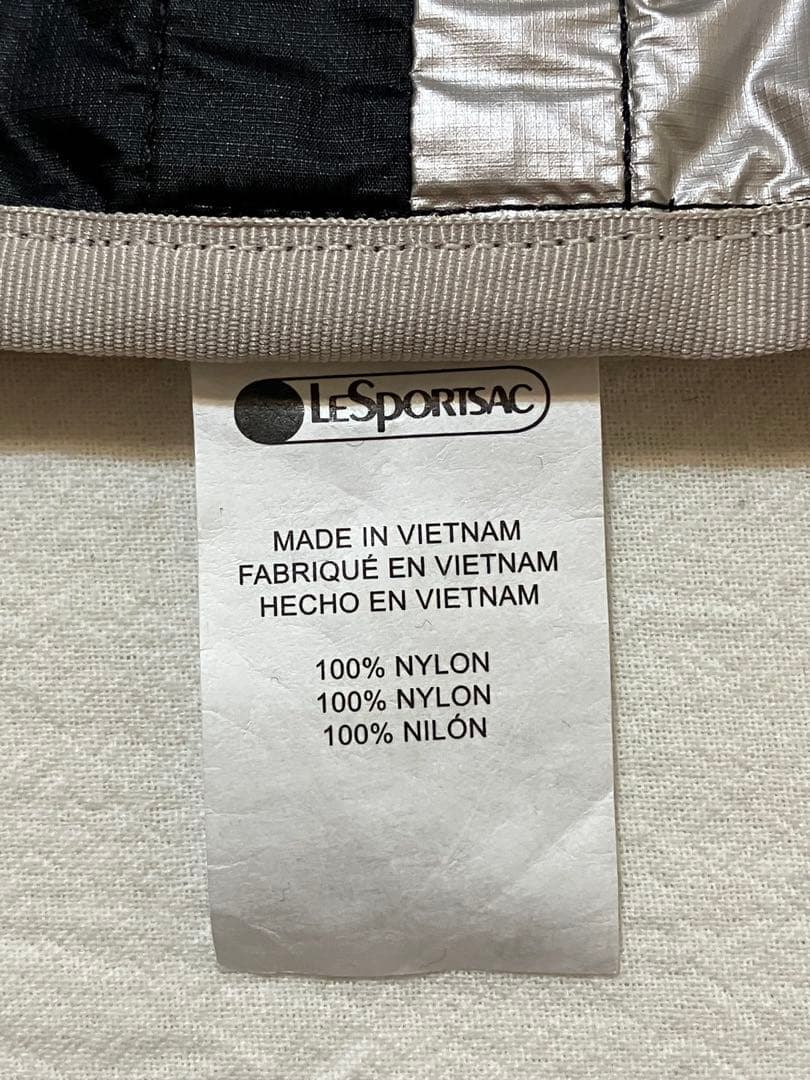 LESPORTSAC
MADE IN VIETNAM
FABRIQUÉ EN VIETNAM
HECHO EN VIETNAM
100% NYLON
100% NYLON
100% NILÓN